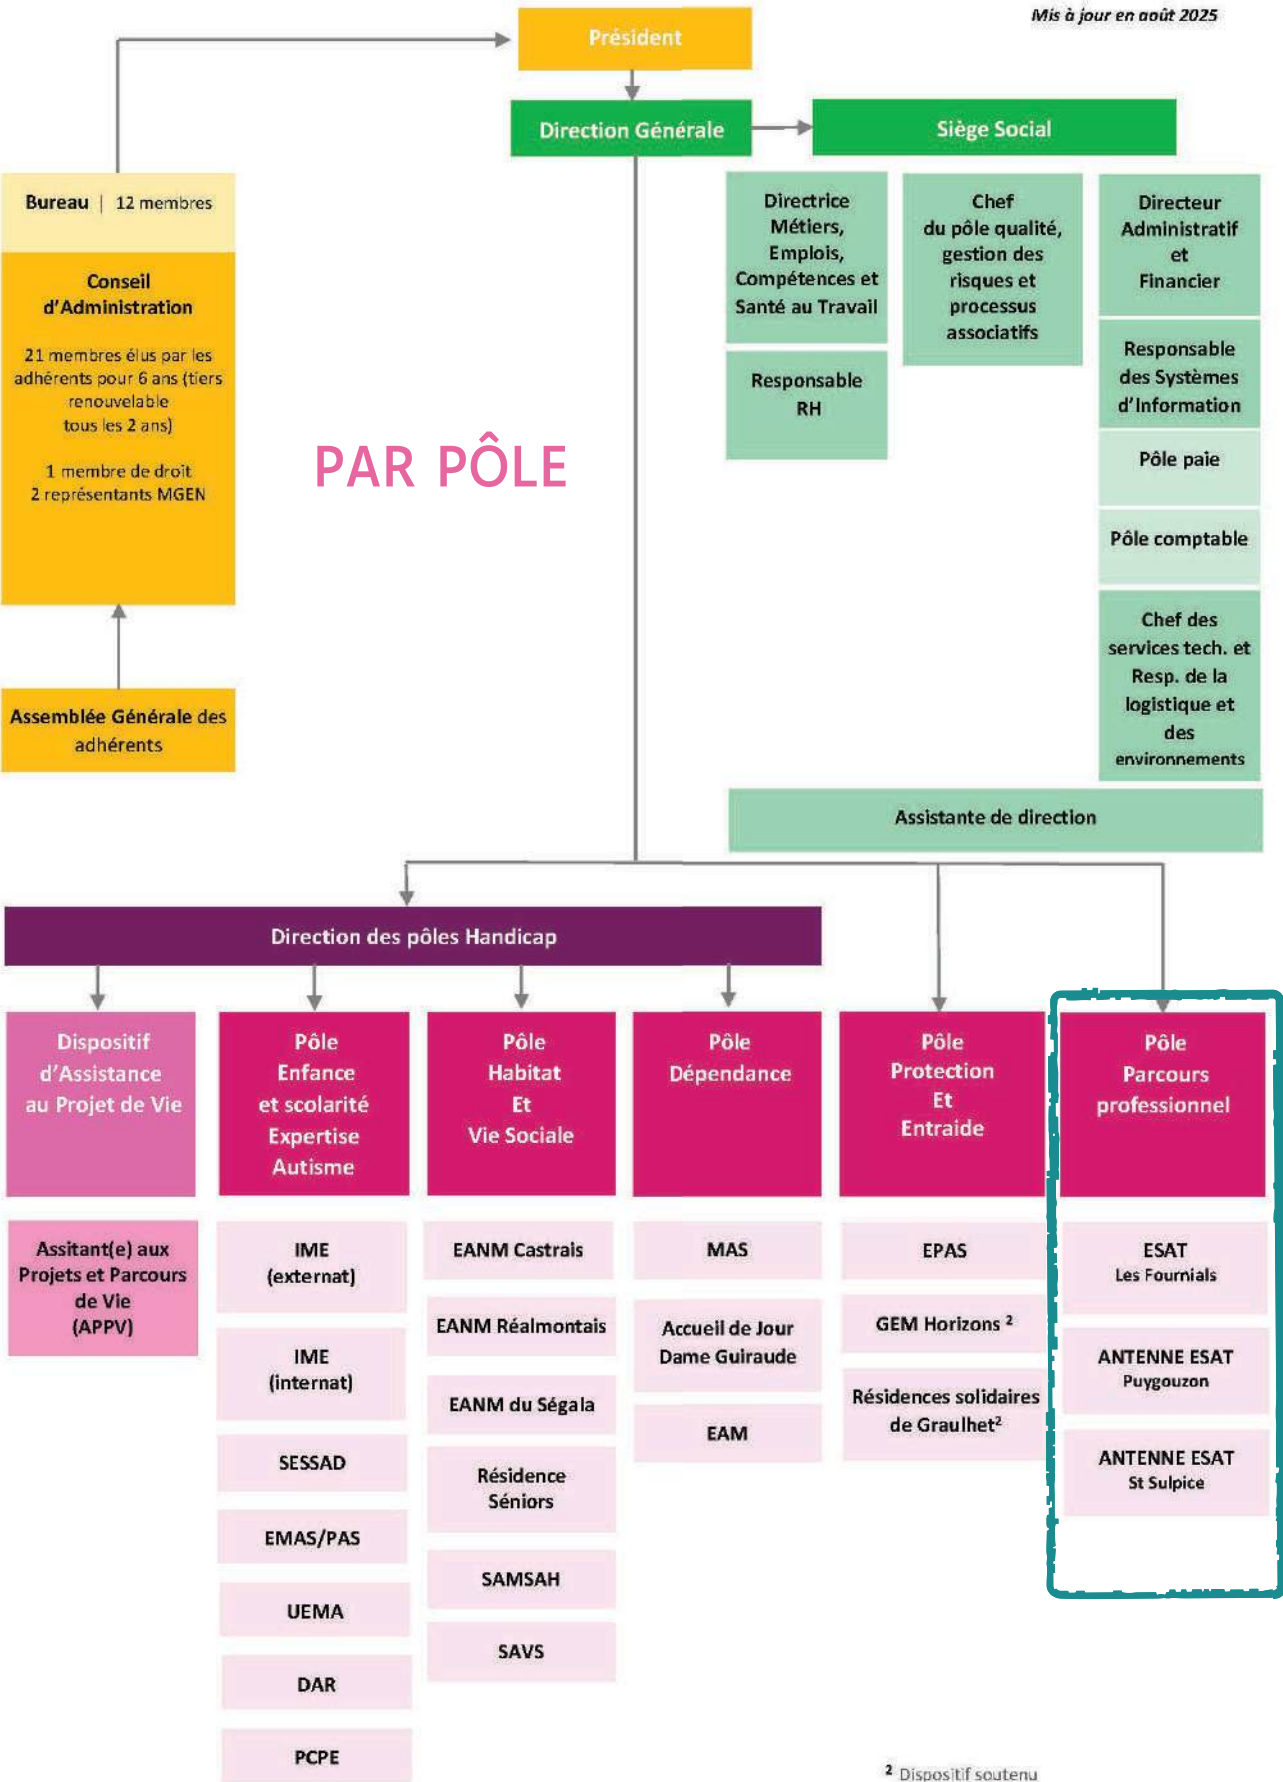 Mis à jour en août 2025
Président
Direction Générale
Siège Social
Bureau | 12 membres
Conseil
d'Administration
21 membres élus par les
adhérents pour 6 ans (tiers
renouvelable
tous les 2 ans)
1 membre de droit
2 représentants MGEN
Assemblée Générale des
adhérents
PAR PÔLE
Directrice
Métiers,
Emplois,
Compétences et
Santé au Travail
Responsable
RH
Chef
du pôle qualité,
gestion des
risques et
processus
associatifs
Directeur
Administratif
et
Financier
Responsable
des Systèmes
d'Information
Pôle paie
Pôle comptable
Chef des
services tech. et
Resp. de la
logistique et
des
environnements
Assistante de direction
Direction des pôles Handicap
Dispositif
d'Assistance
au Projet de Vie
Assitant(e) aux
Projets et Parcours
de Vie
(APPV)
Pôle
Enfance
et scolarité
Expertise
Autisme
IME
(externat)
IME
(internat)
SESSAD
EMAS/PAS
UEMA
DAR
PCPE
Pôle
Habitat
Et
Vie Sociale
EANM Castrais
EANM Réalmontais
EANM du Ségala
Résidence
Séniors
SAMSAH
SAVS
Pôle
Dépendance
MAS
Accueil de Jour
Dame Guiraude
EAM
Pôle
Protection
Et
Entraide
EPAS
GEM Horizons ²
Résidences solidaires
de Graulhet²
Pôle
Parcours
professionnel
ESAT
Les Fournials
ANTENNE ESAT
Puygouzon
ANTENNE ESAT
St Sulpice
² Dispositif soutenu